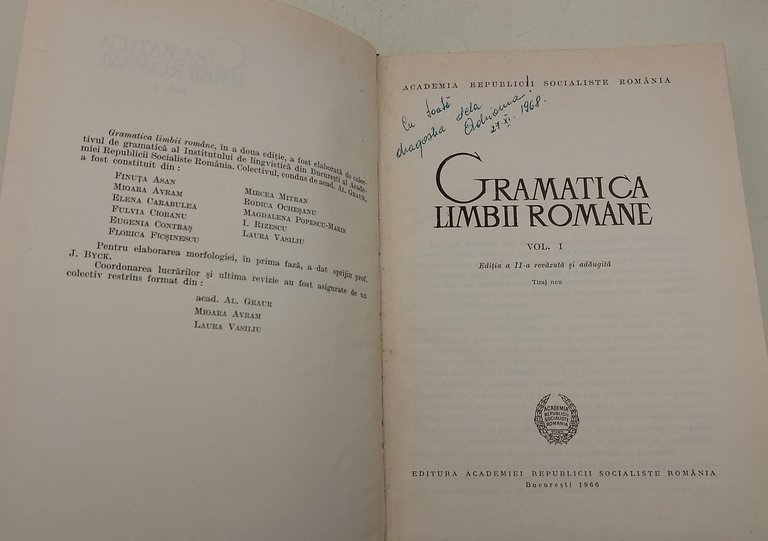 Gramatica limbii române, în a doua ediție, a fost elaborată de colec-
tivul de gramatică al Institutului de lingvistică din București al Acade-
miei Republicii Socialiste România. Colectivul, condus de acad. AL. GRAUR,
a fost constituit din :
FINUȚA ASAN
MIOARA AVRAM
ELENA CARABULEA
FULVIA CIOBANU
EUGENIA CONTRAȘ
FLORICA FICȘINESCU
MIRCEA MITRAN
RODICA OCHEȘANU
MAGDALENA POPESCU-MARIN
I. RIZESCU
LAURA VASILIU
Pentru elaborarea morfologiei, în prima fază, a dat sprijin prof.
J. BYCK.
Coordonarea lucrărilor și ultima revizie au fost asigurate de un
colectiv restrîns format din :
acad. AL. GRAUR
MIOARA AVRAM
LAURA VASILIU
ACADEMIA REPUBLICII SOCIALISTE ROMÂNIA
Cu toată
dragostea dela
Adriana!
27.XI.1968.
GRAMATICA
LIMBII ROMÂNE
VOL. I
Ediția a II-a revăzută și adăugită
Tiraj nou
ACADEMIA
REPUBLICII
SOCIALISTE
ROMÂNIA
EDITURA ACADEMIEI REPUBLICII SOCIALISTE ROMÂNIA
București 1966